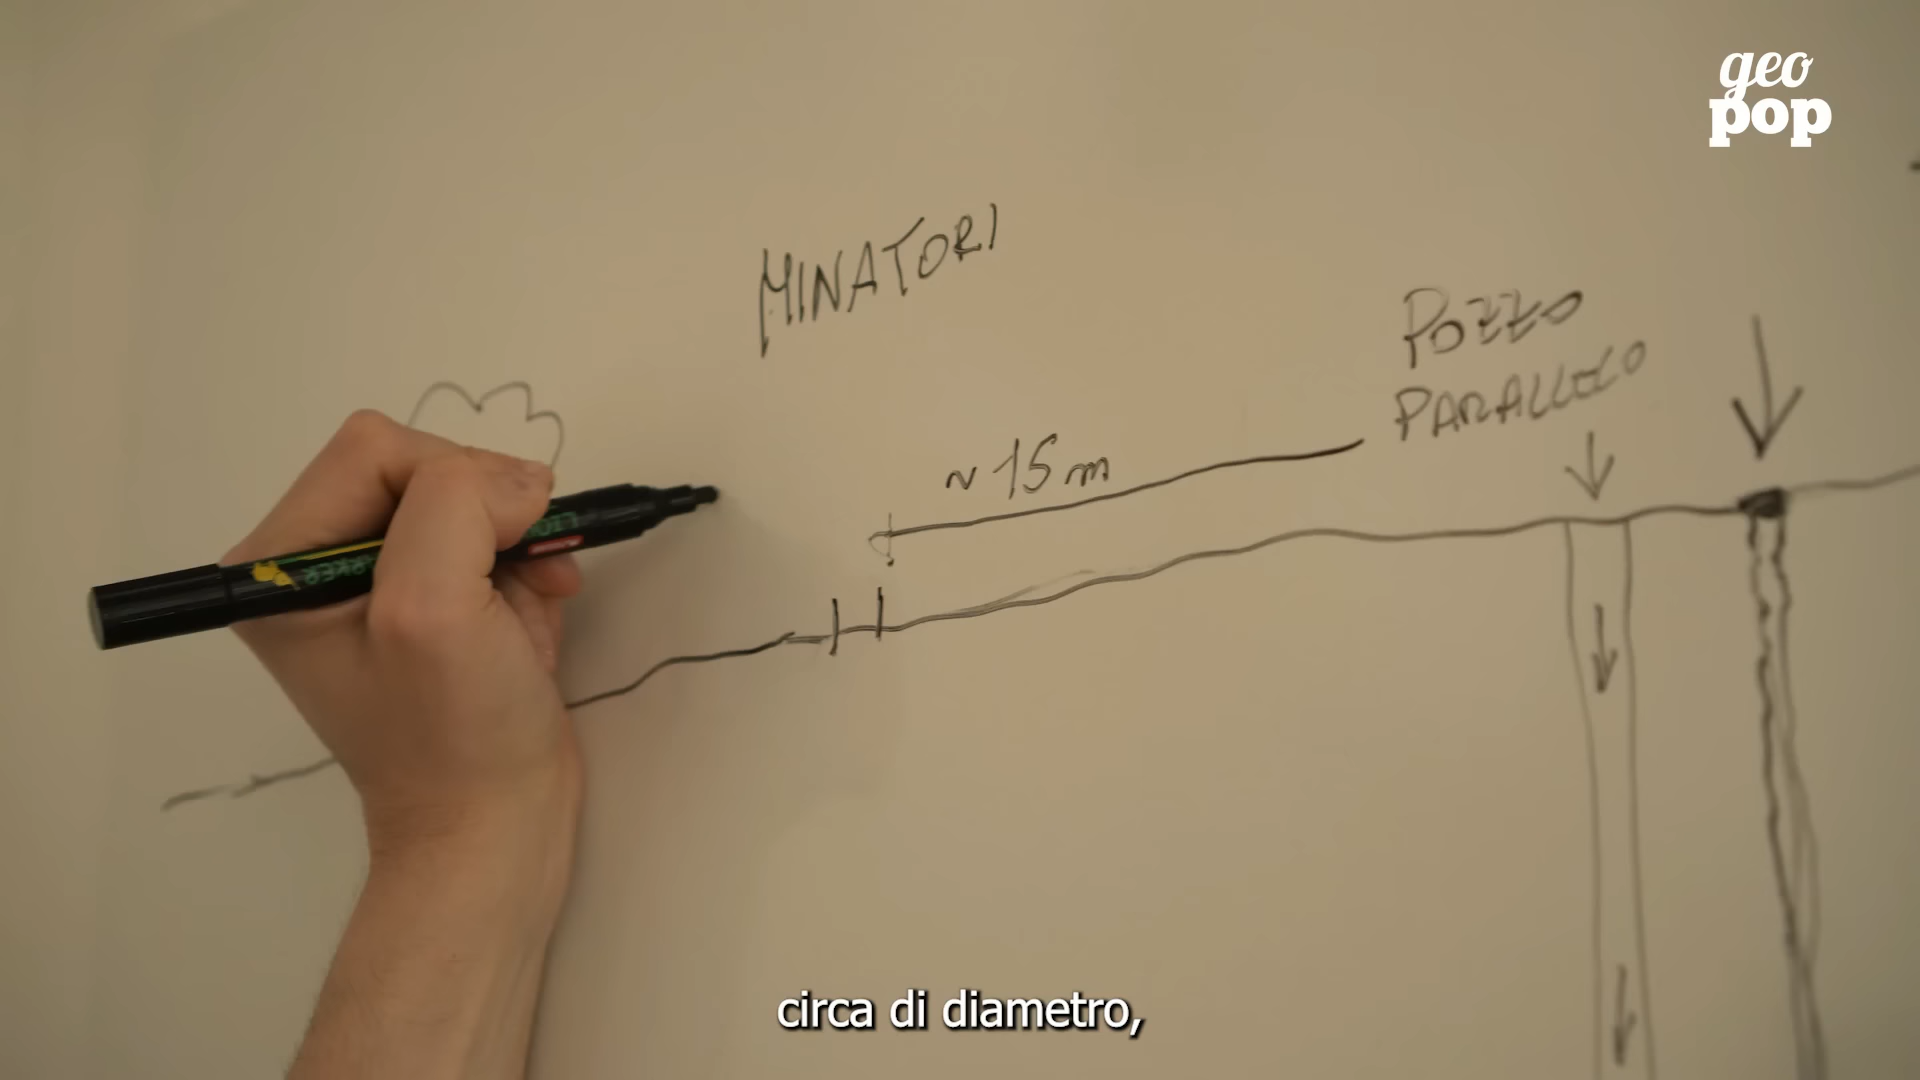 geo
pop
MINATORI
POZZO
PARALLELO
~ 15 m
circa di diametro,